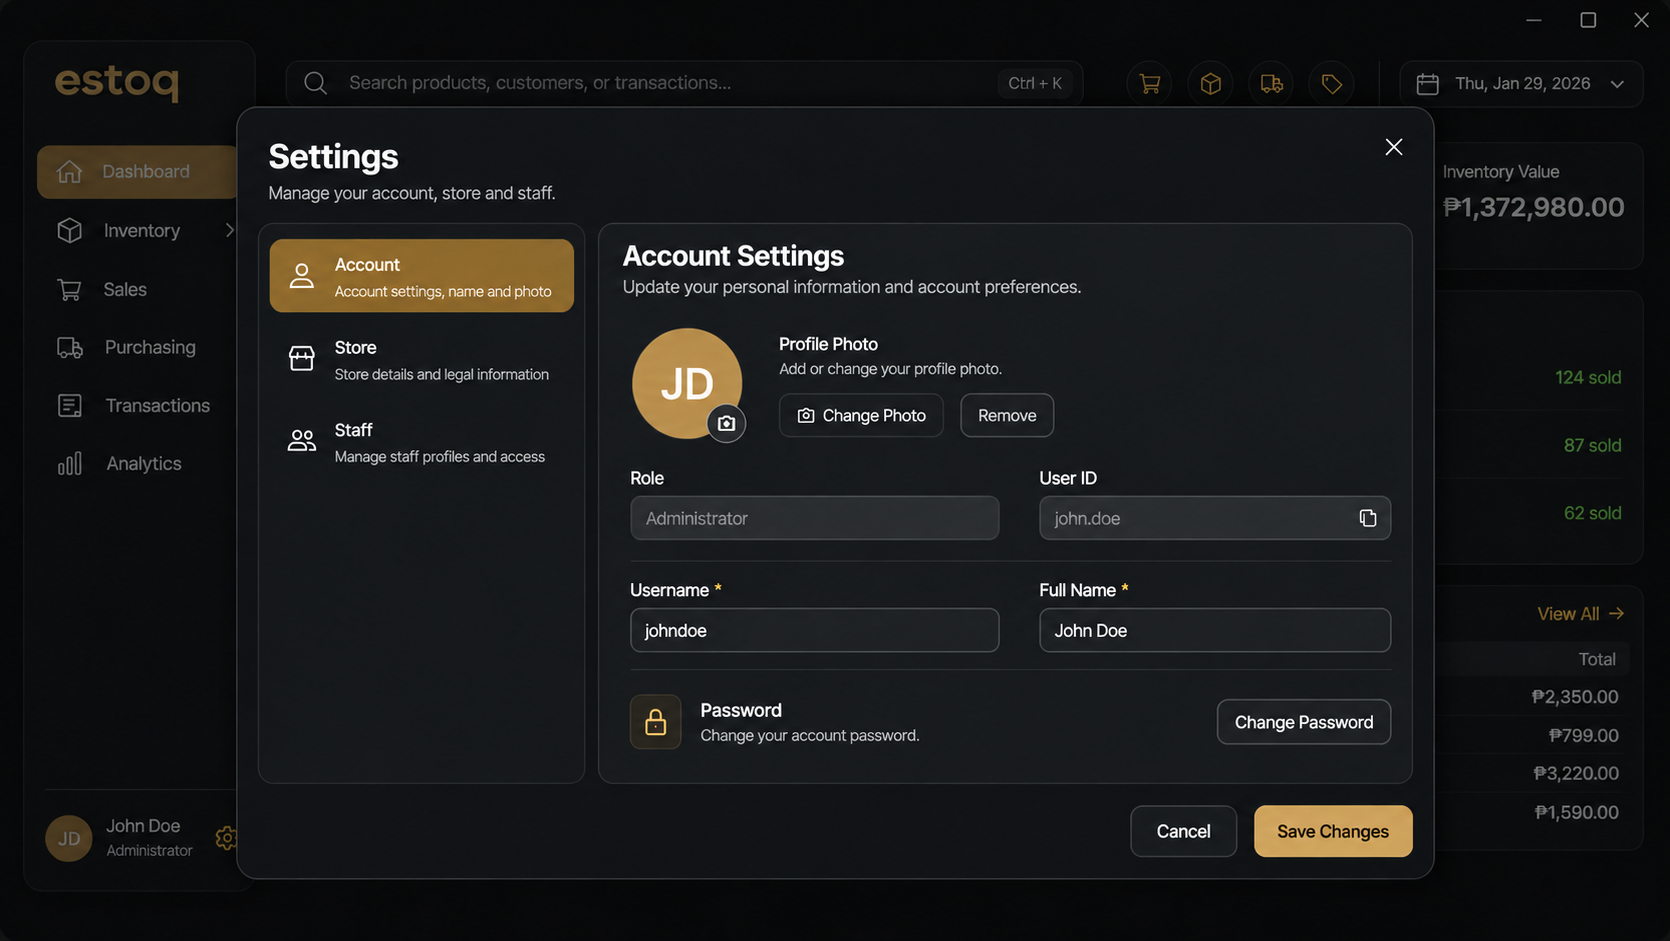 estoq
Search products, customers, or transactions...
Ctrl + K
Thu, Jan 29, 2026
Dashboard
Inventory
Sales
Purchasing
Transactions
Analytics
JD
John Doe
Administrator
Settings
Manage your account, store and staff.
Account
Account settings, name and photo
Store
Store details and legal information
Staff
Manage staff profiles and access
Account Settings
Update your personal information and account preferences.
JD
Profile Photo
Add or change your profile photo.
Change Photo
Remove
Role
Administrator
User ID
john.doe
Username *
johndoe
Full Name *
John Doe
Password
Change your account password.
Change Password
Cancel
Save Changes
Inventory Value
₱1,372,980.00
124 sold
87 sold
62 sold
View All
Total
₱2,350.00
₱799.00
₱3,220.00
₱1,590.00